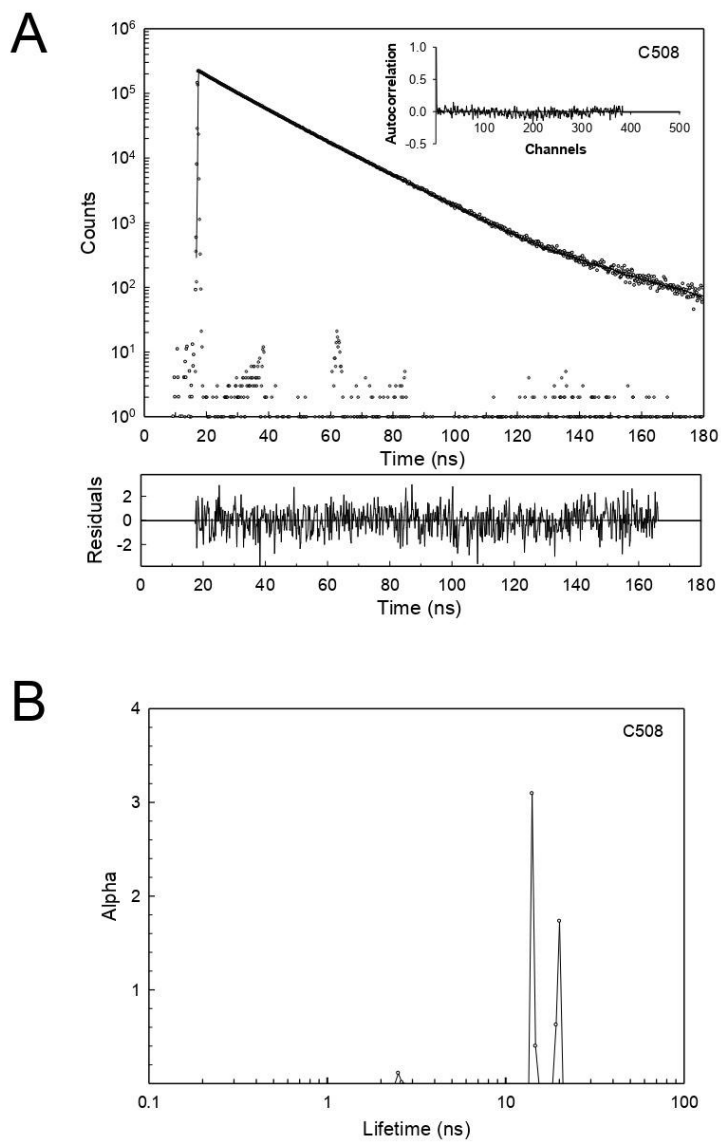 A
C508
10⁶
10⁵
10⁴
10³
10²
10¹
10⁰
Counts
1.0
0.5
0.0
-0.5
Autocorrelation
100 200 300 400 500
Channels
0 20 40 60 80 100 120 140 160 180
Time (ns)
2
0
-2
Residuals
0 20 40 60 80 100 120 140 160 180
Time (ns)
B
C508
4
3
2
1
Alpha
0.1 1 10 100
Lifetime (ns)